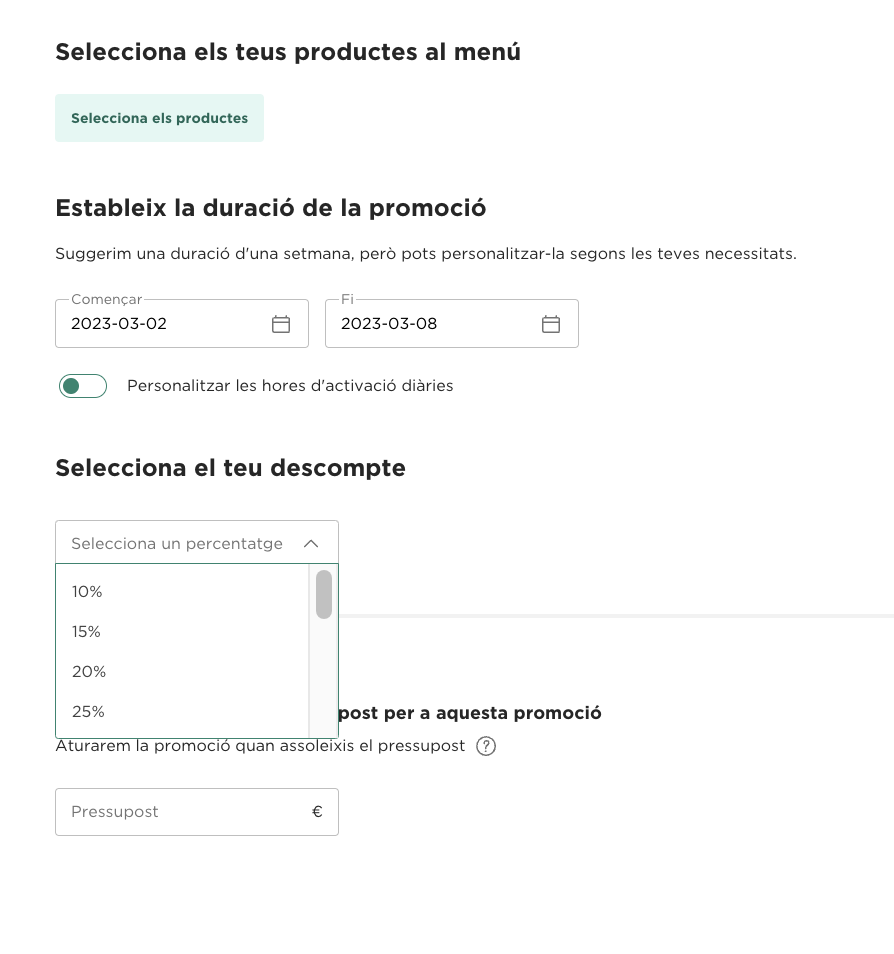 Selecciona els teus productes al menú
Selecciona els productes
Estableix la duració de la promoció
Suggerim una duració d'una setmana, però pots personalitzar-la segons les teves necessitats.
Començar
2023-03-02
Fi
2023-03-08
Personalitzar les hores d'activació diàries
Selecciona el teu descompte
Selecciona un percentatge
10%
15%
20%
25%
post per a aquesta promoció
Aturarem la promoció quan assoleixis el pressupost
Pressupost €